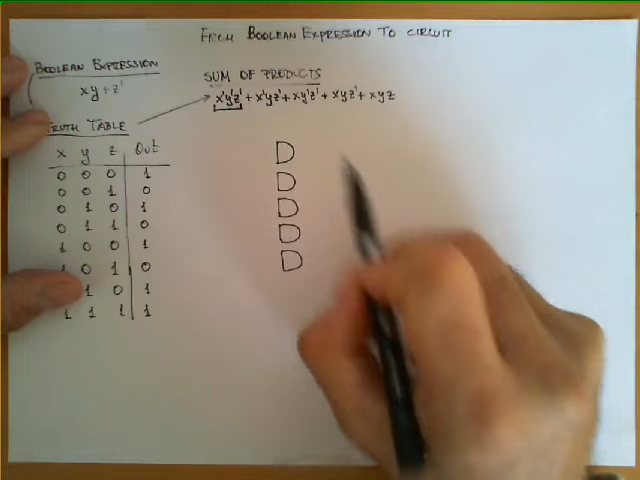 FROM BOOLEAN EXPRESSION TO CIRCUIT
BOOLEAN EXPRESSION
xy+z'
SUM OF PRODUCTS
x'y'z' + x'yz' + xy'z' + xyz' + xyz
TRUTH TABLE
x y z Out
0 0 0 1
0 0 1 0
0 1 0 1
0 1 1 0
1 0 0 1
1 0 1 0
1 0 1
1 1 1 1